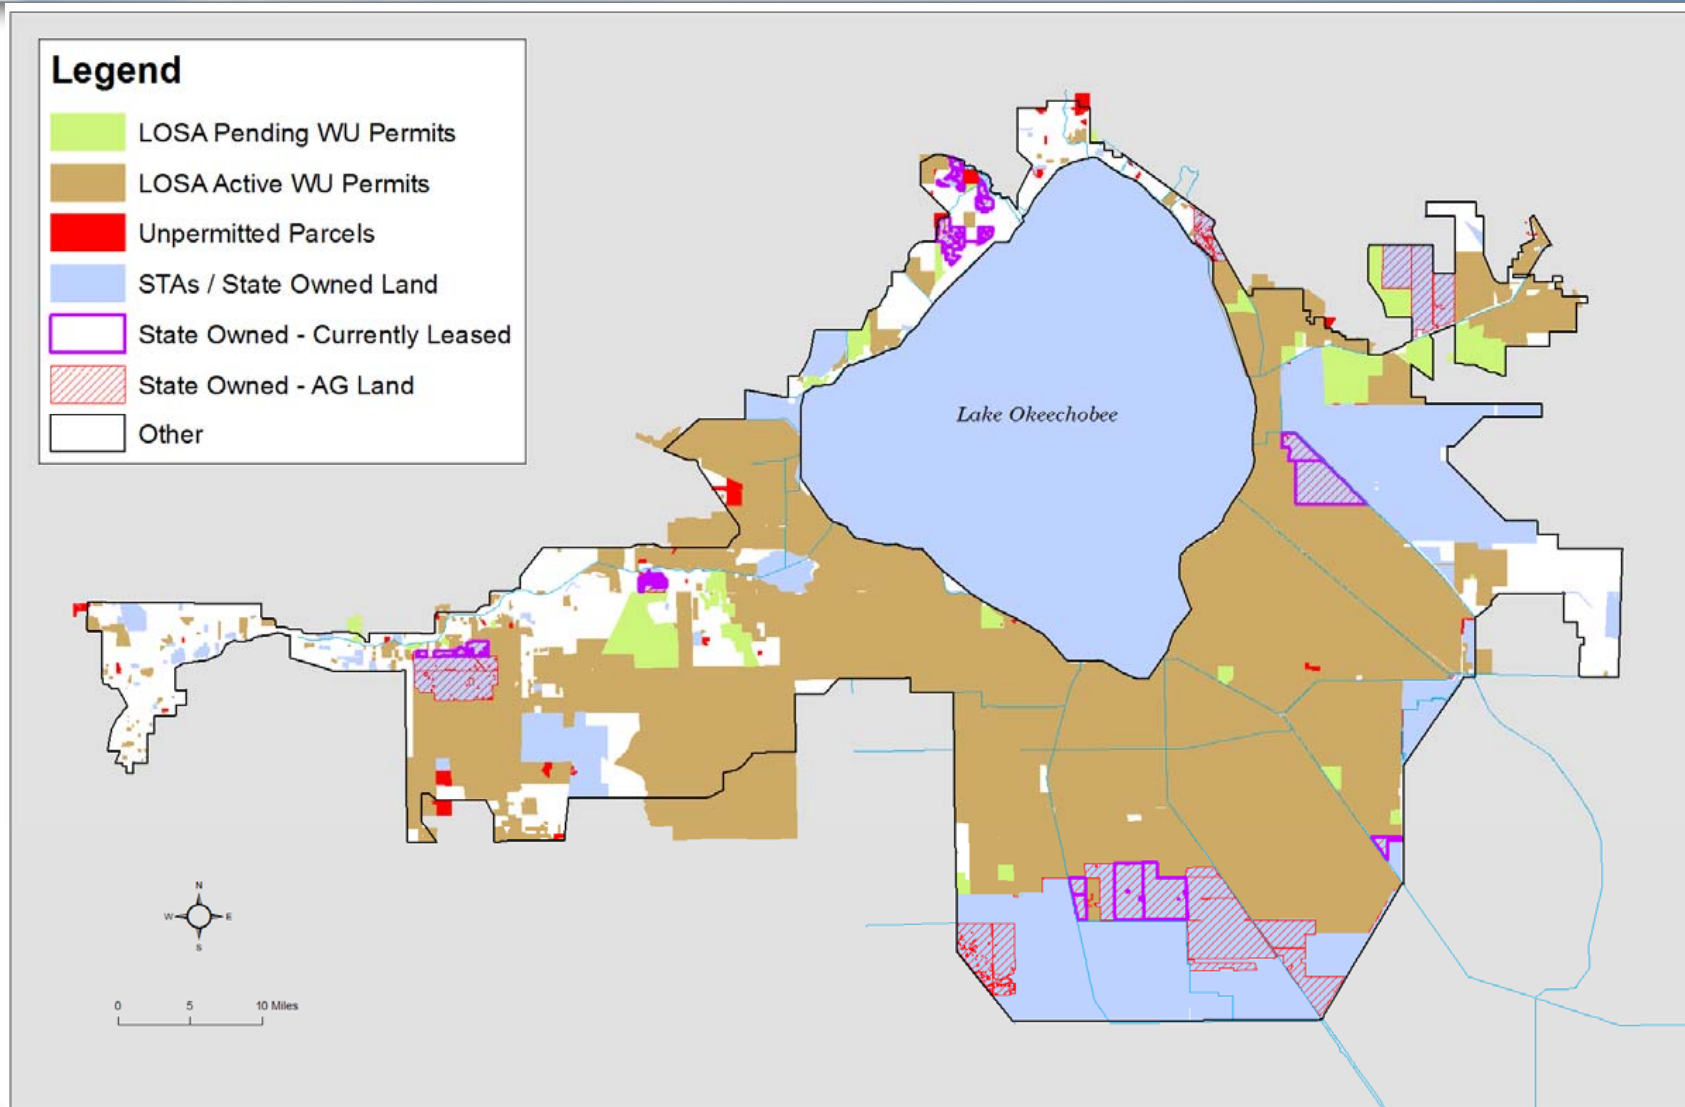 Legend
LOSA Pending WU Permits
LOSA Active WU Permits
Unpermitted Parcels
STAs / State Owned Land
State Owned - Currently Leased
State Owned - AG Land
Other
Lake Okeechobee
N
W E
S
0 5 10 Miles